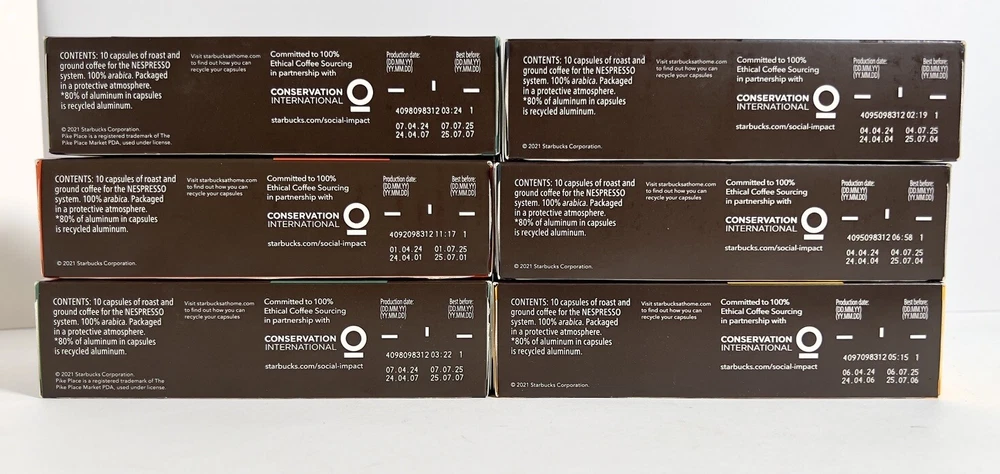 CONTENTS: 10 capsules of roast and
ground coffee for the NESPRESSO
system. 100% arabica. Packaged
in a protective atmosphere.
*80% of aluminum in capsules
is recycled aluminum.
© 2021 Starbucks Corporation.
Pike Place is a registered trademark of The
Pike Place Market PDA, used under license.
Visit starbucksathome.com
to find out how you can
recycle your capsules
Committed to 100%
Ethical Coffee Sourcing
in partnership with
CONSERVATION
INTERNATIONAL
starbucks.com/social-impact
Production date: Best before:
(DD.MM.YY) (DD.MM.YY)
(YY.MM.DD) (YY.MM.DD)
4098098312 03:24 1
07.04.24 07.07.25
24.04.07 25.07.07
CONTENTS: 10 capsules of roast and
ground coffee for the NESPRESSO
system. 100% arabica. Packaged
in a protective atmosphere.
*80% of aluminum in capsules
is recycled aluminum.
© 2021 Starbucks Corporation.
Visit starbucksathome.com
to find out how you can
recycle your capsules
Committed to 100%
Ethical Coffee Sourcing
in partnership with
CONSERVATION
INTERNATIONAL
starbucks.com/social-impact
Production date: Best before:
(DD.MM.YY) (DD.MM.YY)
(YY.MM.DD) (YY.MM.DD)
4095098312 02:19 1
04.04.24 04.07.25
24.04.04 25.07.04
CONTENTS: 10 capsules of roast and
ground coffee for the NESPRESSO
system. 100% arabica. Packaged
in a protective atmosphere.
*80% of aluminum in capsules
is recycled aluminum.
© 2021 Starbucks Corporation.
Visit starbucksathome.com
to find out how you can
recycle your capsules
Committed to 100%
Ethical Coffee Sourcing
in partnership with
CONSERVATION
INTERNATIONAL
starbucks.com/social-impact
Production date: Best before:
(DD.MM.YY) (DD.MM.YY)
(YY.MM.DD) (YY.MM.DD)
4092098312 11:17 1
01.04.24 01.07.25
24.04.01 25.07.01
CONTENTS: 10 capsules of roast and
ground coffee for the NESPRESSO
system. 100% arabica. Packaged
in a protective atmosphere.
*80% of aluminum in capsules
is recycled aluminum.
© 2021 Starbucks Corporation.
Visit starbucksathome.com
to find out how you can
recycle your capsules
Committed to 100%
Ethical Coffee Sourcing
in partnership with
CONSERVATION
INTERNATIONAL
starbucks.com/social-impact
Production date: Best before:
(DD.MM.YY) (DD.MM.YY)
(YY.MM.DD) (YY.MM.DD)
4095098312 06:58 1
04.04.24 04.07.25
24.04.04 25.07.04
CONTENTS: 10 capsules of roast and
ground coffee for the NESPRESSO
system. 100% arabica. Packaged
in a protective atmosphere.
*80% of aluminum in capsules
is recycled aluminum.
© 2021 Starbucks Corporation.
Pike Place is a registered trademark of The
Pike Place Market PDA, used under license.
Visit starbucksathome.com
to find out how you can
recycle your capsules
Committed to 100%
Ethical Coffee Sourcing
in partnership with
CONSERVATION
INTERNATIONAL
starbucks.com/social-impact
Production date: Best before:
(DD.MM.YY) (DD.MM.YY)
(YY.MM.DD) (YY.MM.DD)
4098098312 03:22 1
07.04.24 07.07.25
24.04.07 25.07.07
CONTENTS: 10 capsules of roast and
ground coffee for the NESPRESSO
system. 100% arabica. Packaged
in a protective atmosphere.
*80% of aluminum in capsules
is recycled aluminum.
© 2021 Starbucks Corporation.
Visit starbucksathome.com
to find out how you can
recycle your capsules
Committed to 100%
Ethical Coffee Sourcing
in partnership with
CONSERVATION
INTERNATIONAL
starbucks.com/social-impact
Production date: Best before:
(DD.MM.YY) (DD.MM.YY)
(YY.MM.DD) (YY.MM.DD)
4097098312 05:15 1
06.04.24 06.07.25
24.04.06 25.07.06